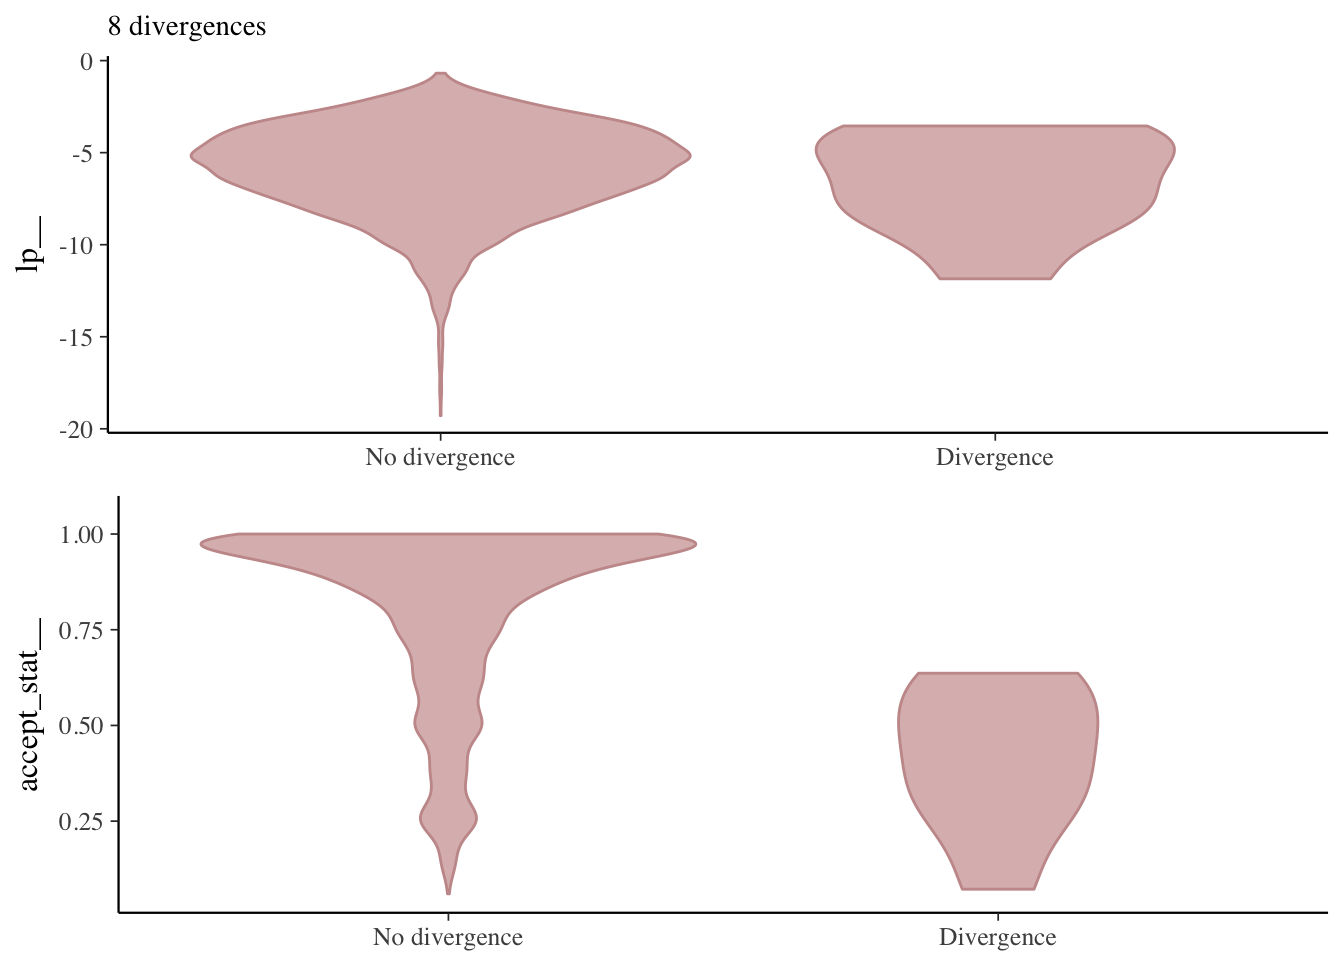 8 divergences
0
-5
-10
-15
-20
lp__
No divergence
Divergence
1.00
0.75
0.50
0.25
accept_stat__
No divergence
Divergence